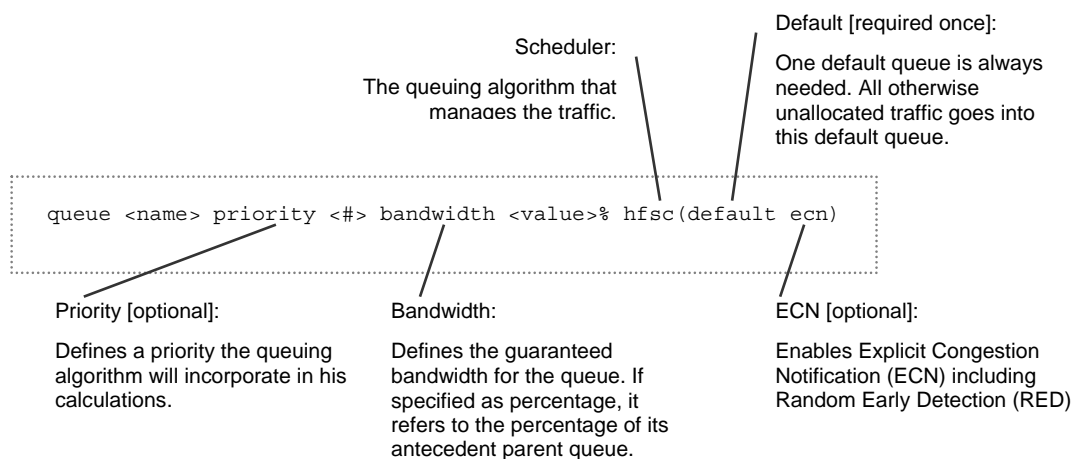 Default [required once]:
One default queue is always
needed. All otherwise
unallocated traffic goes into
this default queue.
Scheduler:
The queuing algorithm that
manages the traffic.
queue <name> priority <#> bandwidth <value>% hfsc(default ecn)
Priority [optional]:
Defines a priority the queuing
algorithm will incorporate in his
calculations.
Bandwidth:
Defines the guaranteed
bandwidth for the queue. If
specified as percentage, it
refers to the percentage of its
antecedent parent queue.
ECN [optional]:
Enables Explicit Congestion
Notification (ECN) including
Random Early Detection (RED)